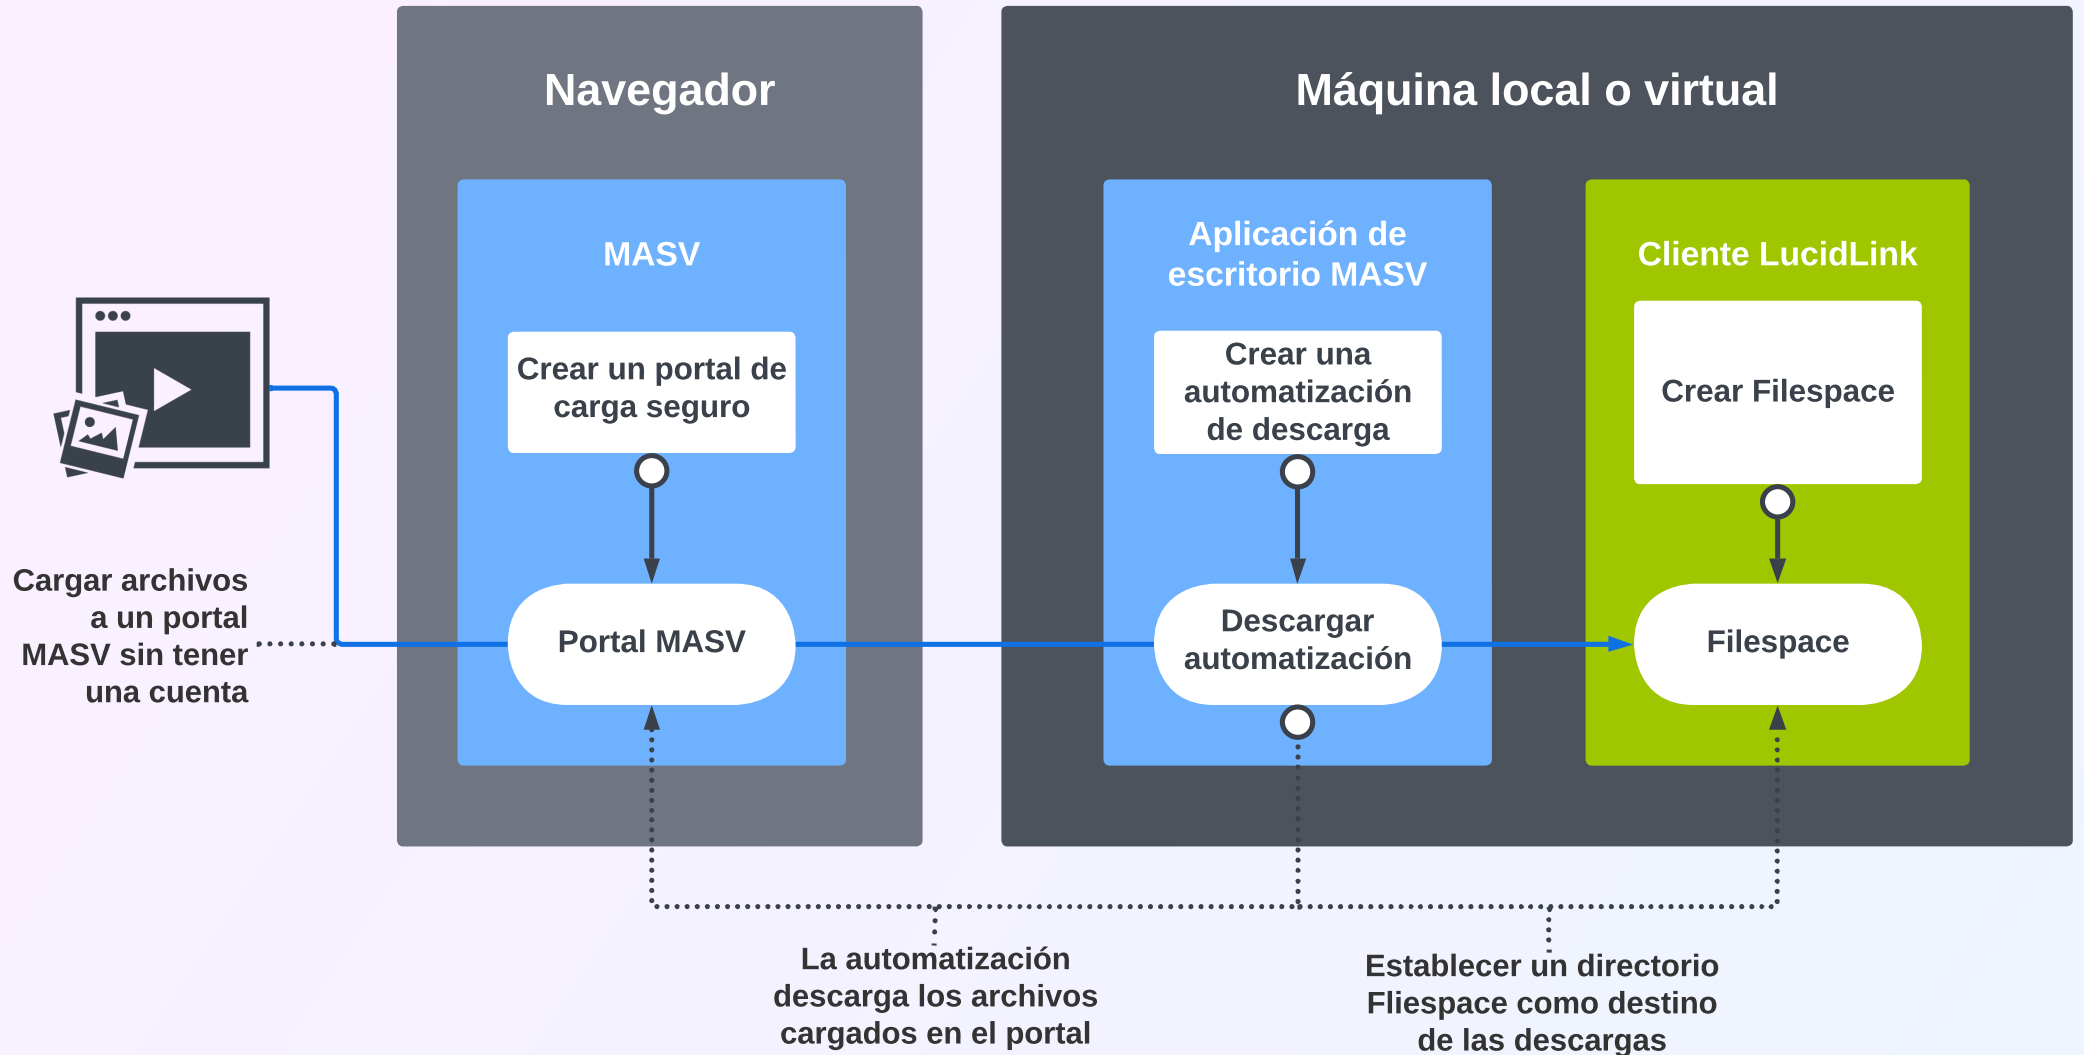 Navegador
Máquina local o virtual
MASV
Aplicación de
escritorio MASV
Cliente LucidLink
Crear un portal de
carga seguro
Crear una
automatización
de descarga
Crear Filespace
Cargar archivos
a un portal
MASV sin tener
una cuenta
Portal MASV
Descargar
automatización
Filespace
La automatización
descarga los archivos
cargados en el portal
Establecer un directorio
Fliespace como destino
de las descargas